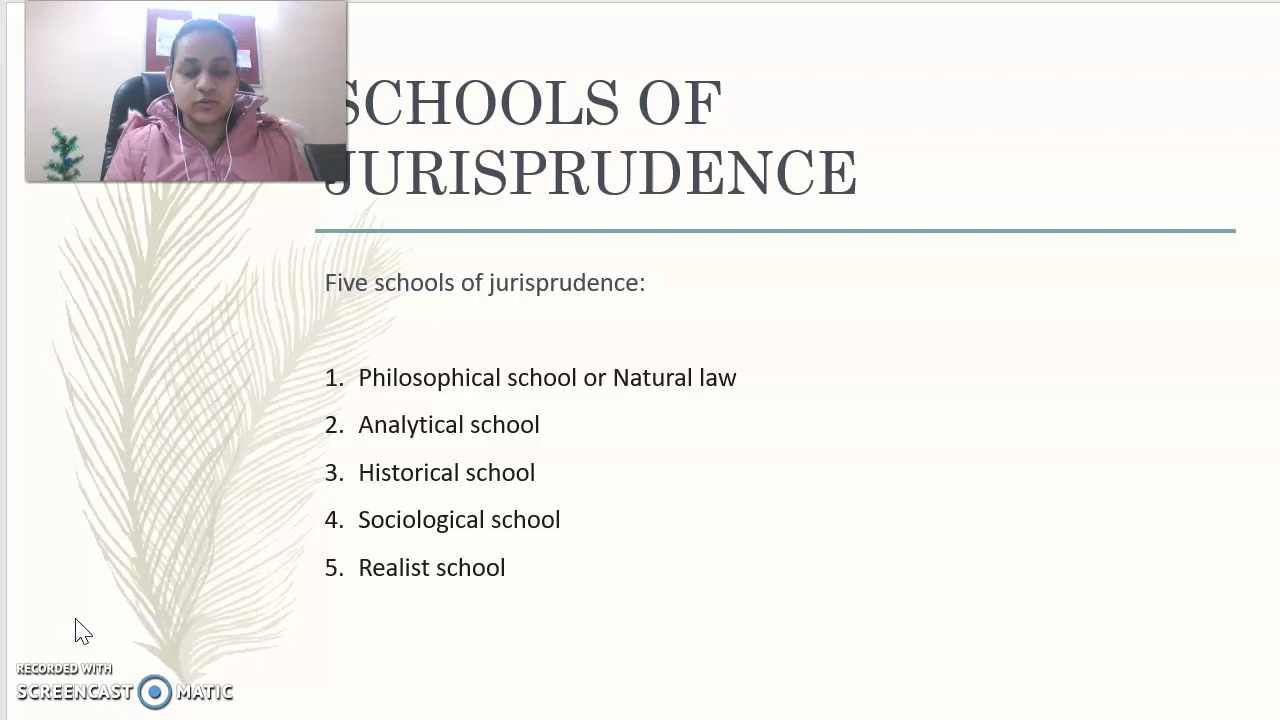 SCHOOLS OF
JURISPRUDENCE
Five schools of jurisprudence:
1. Philosophical school or Natural law
2. Analytical school
3. Historical school
4. Sociological school
5. Realist school
RECORDED WITH
SCREENCAST MATIC